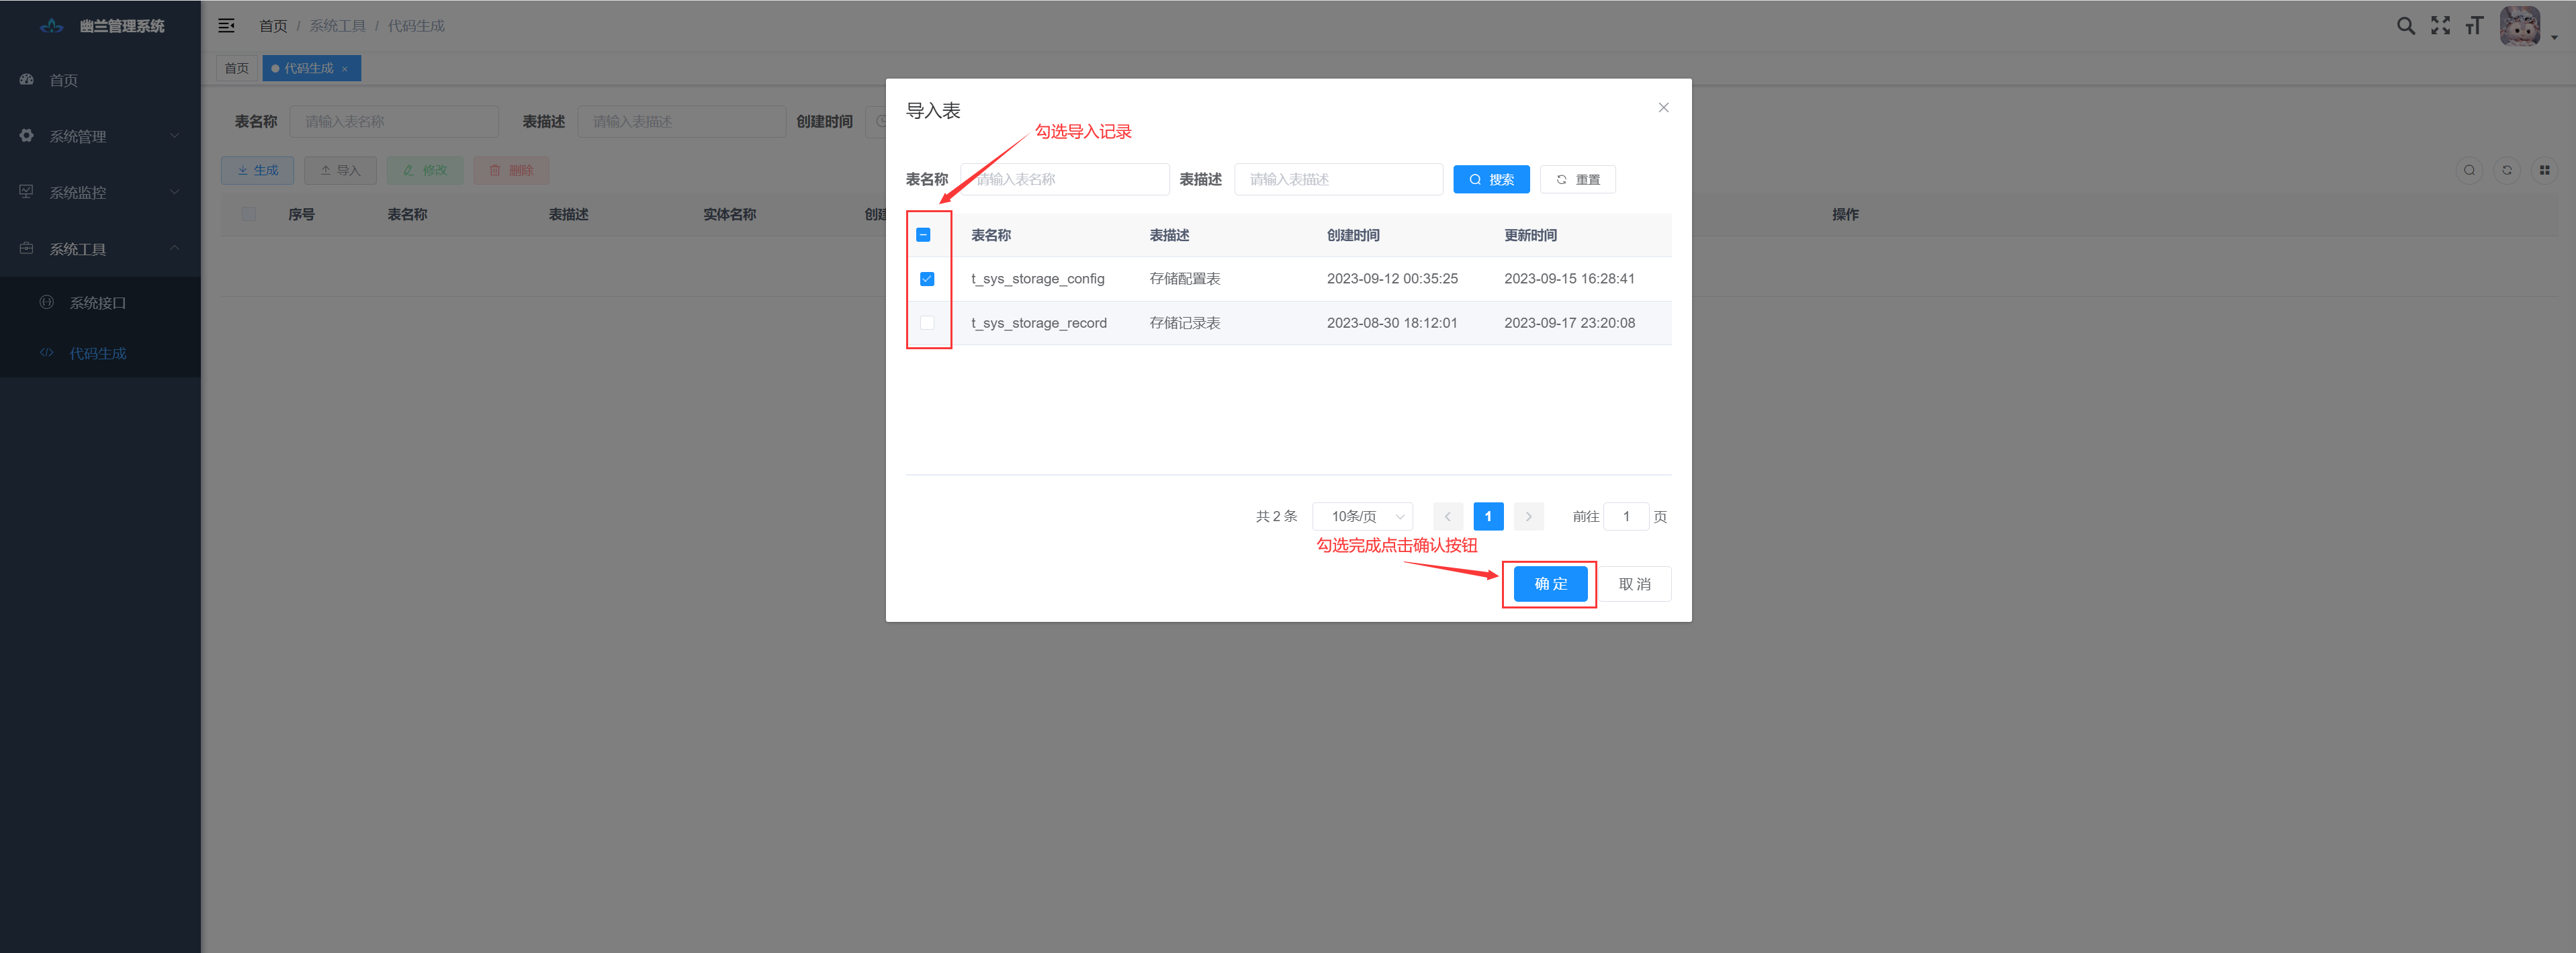 幽兰管理系统
首页 / 系统工具 / 代码生成
首页
代码生成 ×
首页
系统管理
系统监控
系统工具
系统接口
代码生成
表名称 请输入表名称 表描述 请输入表描述 创建时间
生成 导入 修改 删除
序号 表名称 表描述 实体名称 创建 操作
导入表
勾选导入记录
表名称 请输入表名称 表描述 请输入表描述 搜索 重置
表名称 表描述 创建时间 更新时间
t_sys_storage_config 存储配置表 2023-09-12 00:35:25 2023-09-15 16:28:41
t_sys_storage_record 存储记录表 2023-08-30 18:12:01 2023-09-17 23:20:08
共 2 条 10条/页 1 前往 1 页
勾选完成点击确认按钮
确 定 取 消